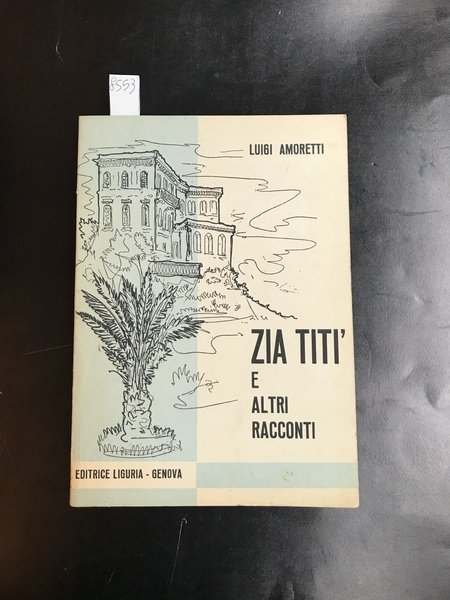 8553
LUIGI AMORETTI
ZIA TITI'
E
ALTRI
RACCONTI
EDITRICE LIGURIA - GENOVA